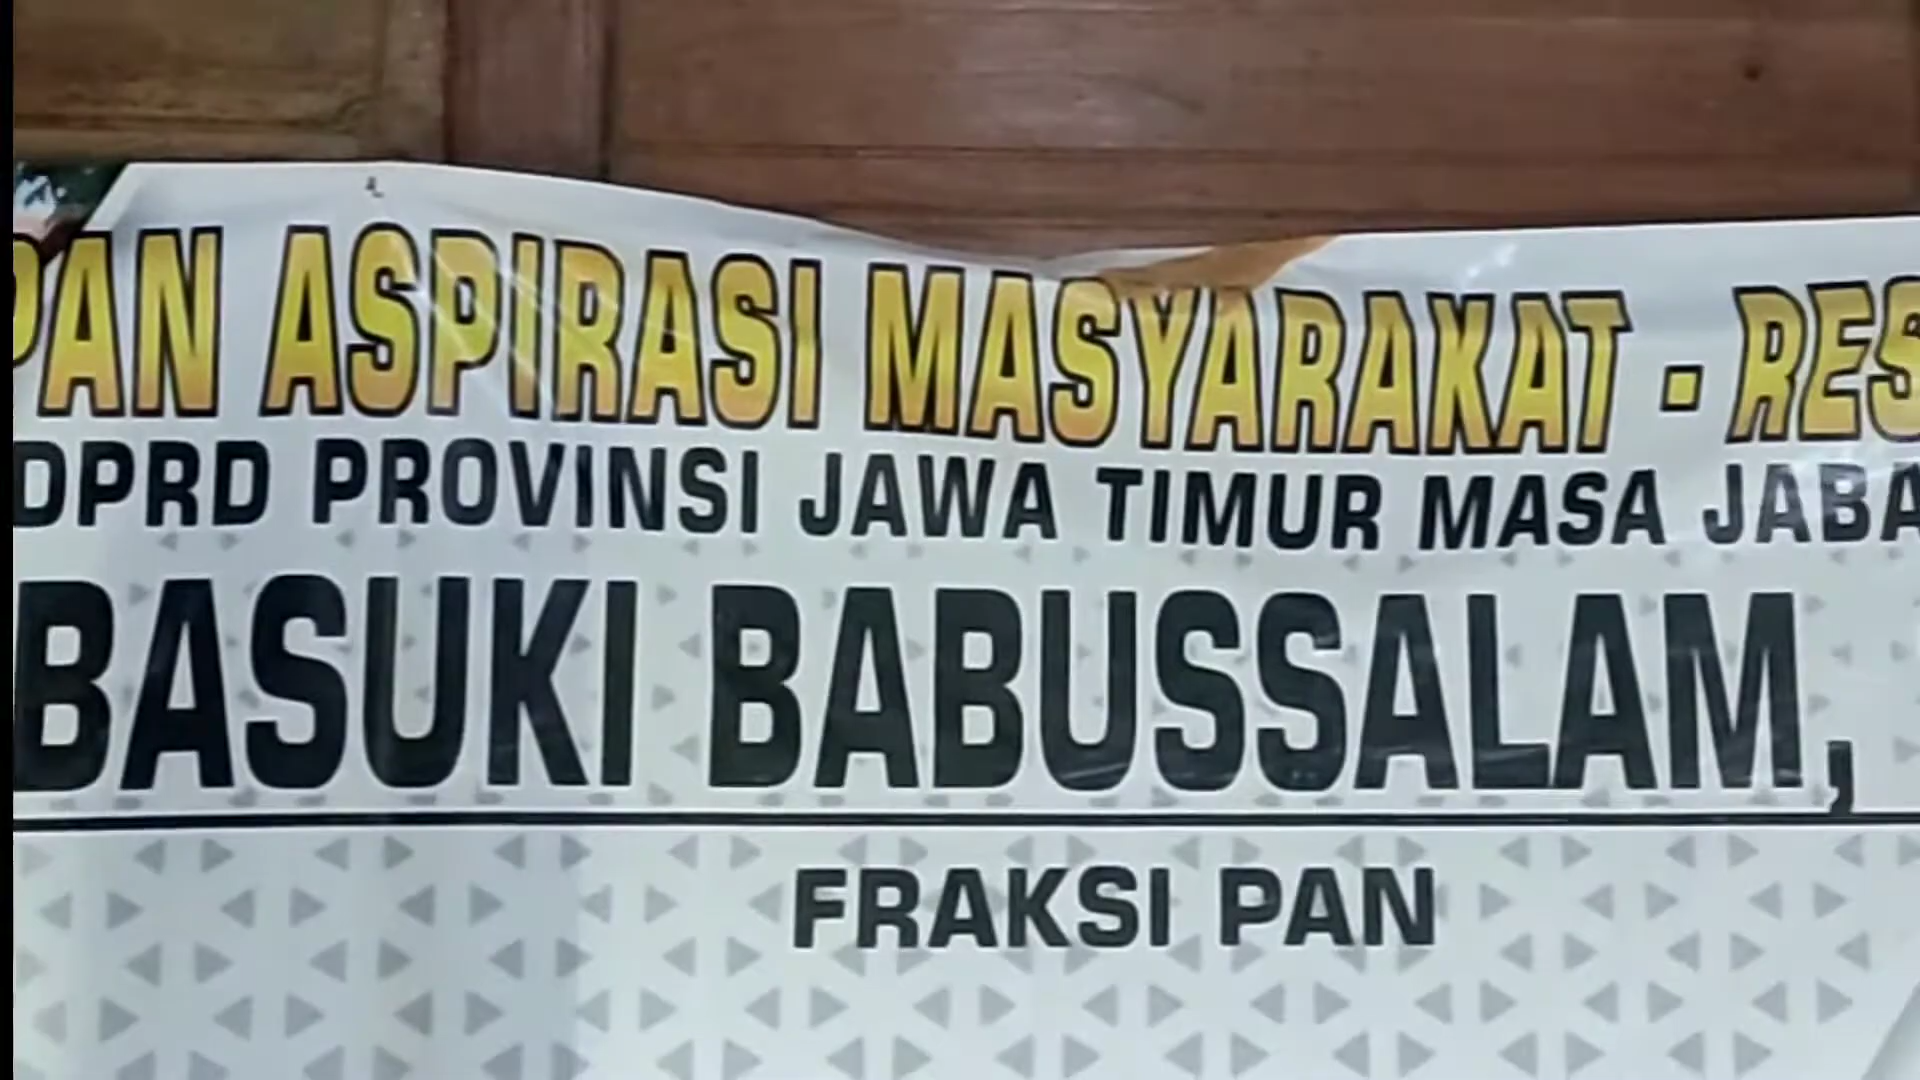 PAN ASPIRASI MASYARAKAT - RES
DPRD PROVINSI JAWA TIMUR MASA JABA
BASUKI BABUSSALAM,
FRAKSI PAN